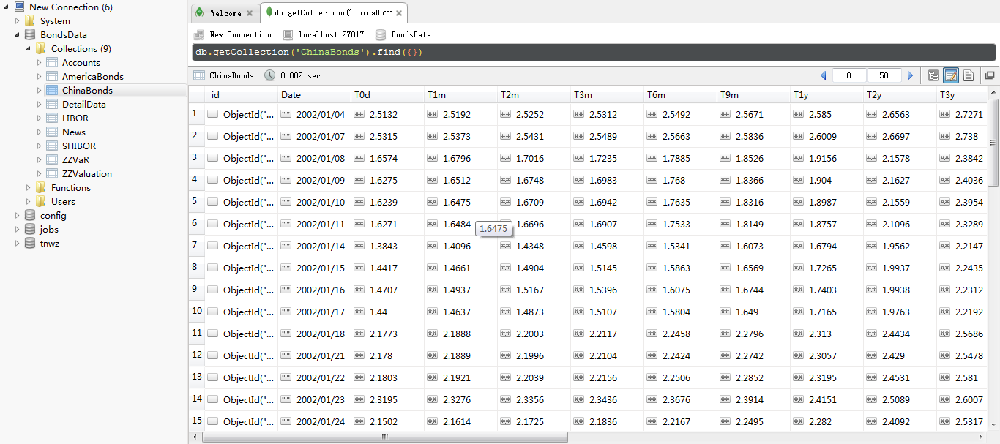 New Connection (6)
System
BondsData
Collections (9)
Accounts
AmericaBonds
ChinaBonds
DetailData
LIBOR
News
SHIBOR
ZZVaR
ZZValuation
Functions
Users
config
jobs
tnwz
Welcome db.getCollection('ChinaBo...
New Connection localhost:27017 BondsData
db.getCollection('ChinaBonds').find({})
ChinaBonds 0.002 sec. 0 50
_id Date T0d T1m T2m T3m T6m T9m T1y T2y T3y
1 ObjectId("... "" 2002/01/04 ## 2.5132 ## 2.5192 ## 2.5252 ## 2.5312 ## 2.5492 ## 2.5671 ## 2.585 ## 2.6563 ## 2.7271
2 ObjectId("... "" 2002/01/07 ## 2.5315 ## 2.5373 ## 2.5431 ## 2.5489 ## 2.5663 ## 2.5836 ## 2.6009 ## 2.6697 ## 2.738
3 ObjectId("... "" 2002/01/08 ## 1.6574 ## 1.6796 ## 1.7016 ## 1.7235 ## 1.7885 ## 1.8526 ## 1.9156 ## 2.1578 ## 2.3842
4 ObjectId("... "" 2002/01/09 ## 1.6275 ## 1.6512 ## 1.6748 ## 1.6983 ## 1.768 ## 1.8366 ## 1.904 ## 2.1627 ## 2.4036
5 ObjectId("... "" 2002/01/10 ## 1.6239 ## 1.6475 ## 1.6709 ## 1.6942 ## 1.7635 ## 1.8316 ## 1.8987 ## 2.1559 ## 2.3954
6 ObjectId("... "" 2002/01/11 ## 1.6271 ## 1.6484 ## 1.6696 ## 1.6907 ## 1.7533 ## 1.8149 ## 1.8757 ## 2.1096 ## 2.3289
1.6475
7 ObjectId("... "" 2002/01/14 ## 1.3843 ## 1.4096 ## 1.4348 ## 1.4598 ## 1.5341 ## 1.6073 ## 1.6794 ## 1.9562 ## 2.2147
8 ObjectId("... "" 2002/01/15 ## 1.4417 ## 1.4661 ## 1.4904 ## 1.5145 ## 1.5863 ## 1.6569 ## 1.7265 ## 1.9937 ## 2.2435
9 ObjectId("... "" 2002/01/16 ## 1.4707 ## 1.4937 ## 1.5167 ## 1.5396 ## 1.6075 ## 1.6744 ## 1.7403 ## 1.9938 ## 2.2312
10 ObjectId("... "" 2002/01/17 ## 1.44 ## 1.4637 ## 1.4873 ## 1.5107 ## 1.5804 ## 1.649 ## 1.7165 ## 1.9763 ## 2.2192
11 ObjectId("... "" 2002/01/18 ## 2.1773 ## 2.1888 ## 2.2003 ## 2.2117 ## 2.2458 ## 2.2796 ## 2.313 ## 2.4434 ## 2.5686
12 ObjectId("... "" 2002/01/21 ## 2.178 ## 2.1889 ## 2.1996 ## 2.2104 ## 2.2424 ## 2.2742 ## 2.3057 ## 2.429 ## 2.5478
13 ObjectId("... "" 2002/01/22 ## 2.1803 ## 2.1921 ## 2.2039 ## 2.2156 ## 2.2506 ## 2.2852 ## 2.3195 ## 2.4531 ## 2.581
14 ObjectId("... "" 2002/01/23 ## 2.3195 ## 2.3276 ## 2.3356 ## 2.3436 ## 2.3676 ## 2.3914 ## 2.4151 ## 2.5089 ## 2.6007
15 ObjectId("... "" 2002/01/24 ## 2.1502 ## 2.1614 ## 2.1725 ## 2.1836 ## 2.2167 ## 2.2495 ## 2.282 ## 2.4092 ## 2.5317